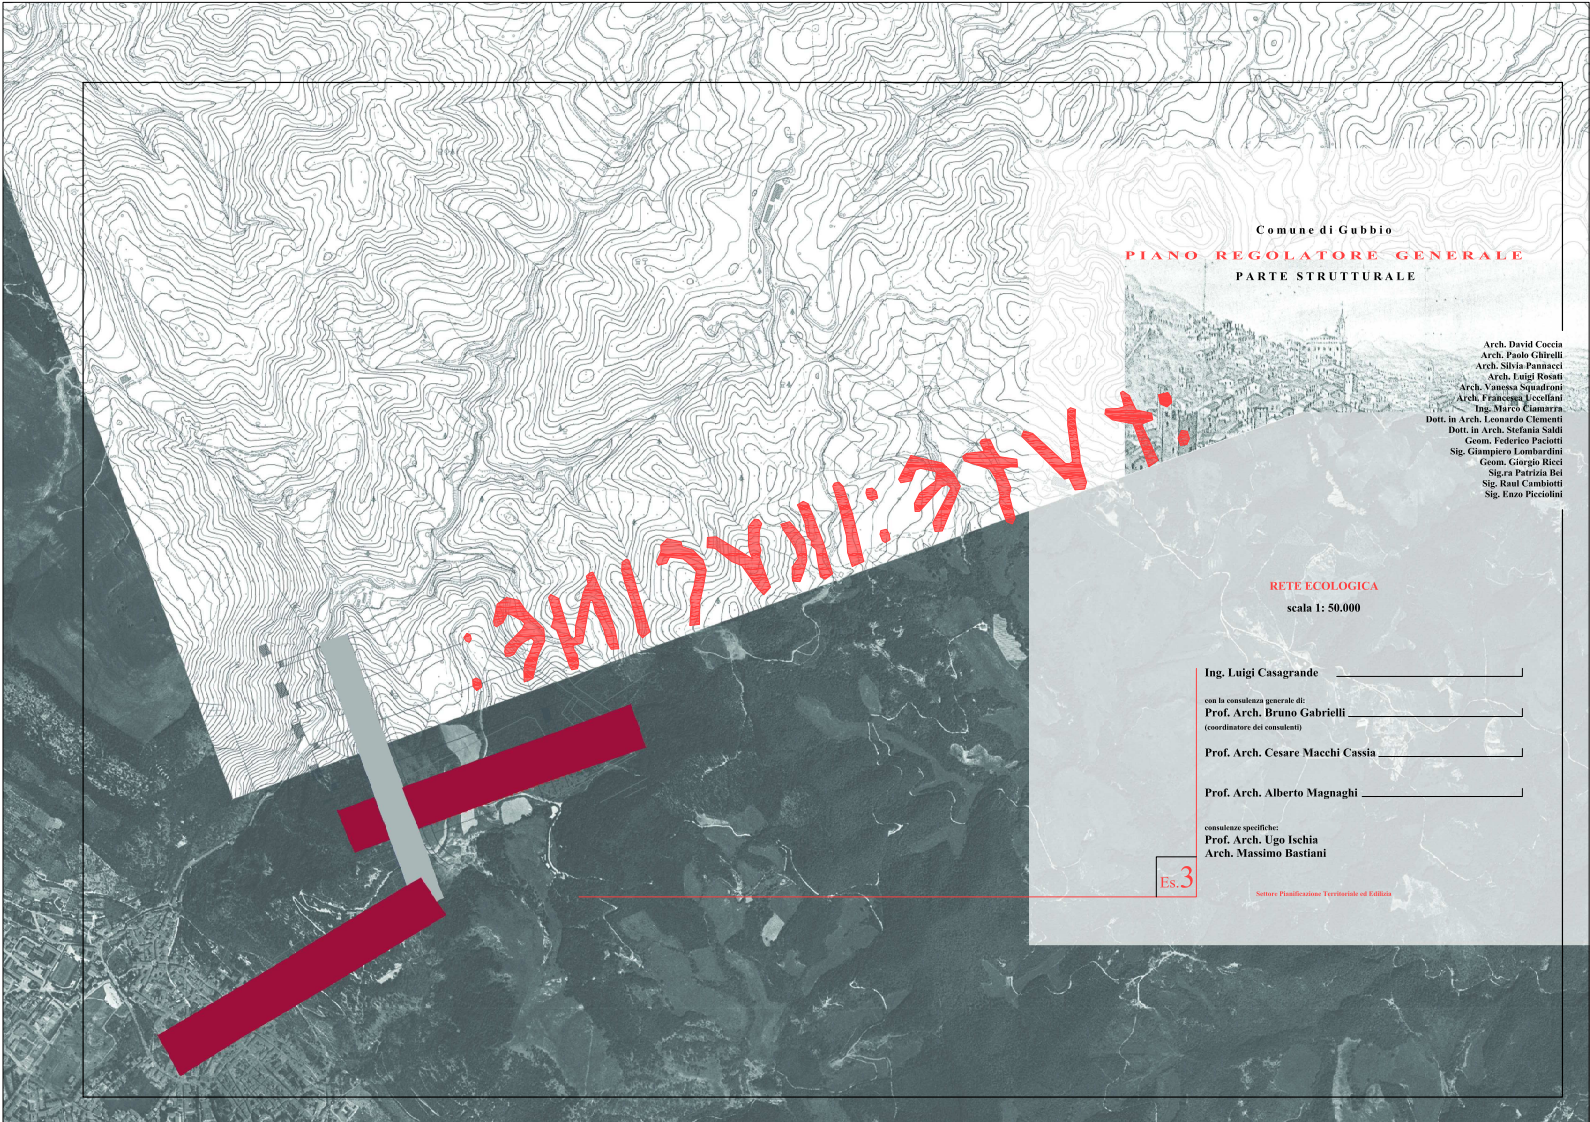 Comune di Gubbio
PIANO REGOLATORE GENERALE
PARTE STRUTTURALE
Arch. David Coccia
Arch. Paolo Ghirelli
Arch. Silvia Pannacci
Arch. Luigi Rosati
Arch. Vanessa Squadroni
Arch. Francesca Uccellani
Ing. Marco Ciamarra
Dott. in Arch. Leonardo Clementi
Dott. in Arch. Stefania Saldi
Geom. Federico Paciotti
Sig. Giampiero Lombardini
Geom. Giorgio Ricci
Sig.ra Patrizia Bei
Sig. Raul Cambiotti
Sig. Enzo Picciolini
:𐌕𐌖𐌕𐌄:𐌉𐌊𐌖𐌅𐌉𐌍𐌄:
RETE ECOLOGICA
scala 1: 50.000
Ing. Luigi Casagrande
con la consulenza generale di:
Prof. Arch. Bruno Gabrielli
(coordinatore dei consulenti)
Prof. Arch. Cesare Macchi Cassia
Prof. Arch. Alberto Magnaghi
consulenze specifiche:
Prof. Arch. Ugo Ischia
Arch. Massimo Bastiani
Es.3
Settore Pianificazione Territoriale ed Edilizia